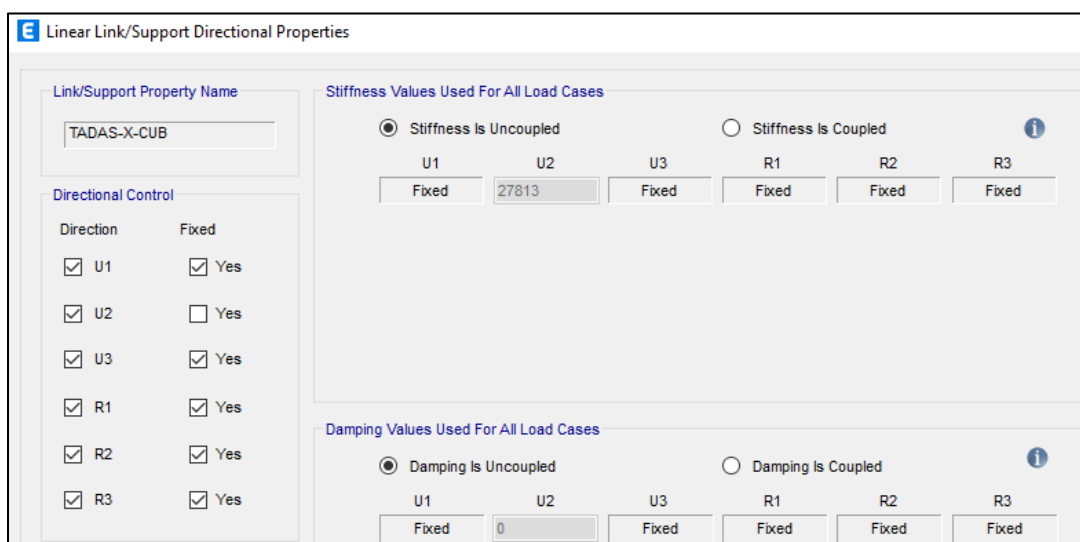 E Linear Link/Support Directional Properties
Link/Support Property Name
TADAS-X-CUB
Directional Control
Direction Fixed
U1 Yes
U2 Yes
U3 Yes
R1 Yes
R2 Yes
R3 Yes
Stiffness Values Used For All Load Cases
Stiffness Is Uncoupled Stiffness Is Coupled i
U1 U2 U3 R1 R2 R3
Fixed 27813 Fixed Fixed Fixed Fixed
Damping Values Used For All Load Cases
Damping Is Uncoupled Damping Is Coupled i
U1 U2 U3 R1 R2 R3
Fixed 0 Fixed Fixed Fixed Fixed